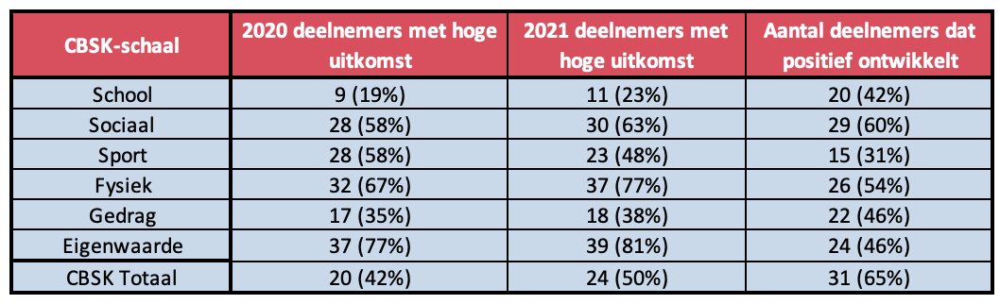 CBSK-schaal 2020 deelnemers met hoge uitkomst 2021 deelnemers met hoge uitkomst Aantal deelnemers dat positief ontwikkelt
School 9 (19%) 11 (23%) 20 (42%)
Sociaal 28 (58%) 30 (63%) 29 (60%)
Sport 28 (58%) 23 (48%) 15 (31%)
Fysiek 32 (67%) 37 (77%) 26 (54%)
Gedrag 17 (35%) 18 (38%) 22 (46%)
Eigenwaarde 37 (77%) 39 (81%) 24 (46%)
CBSK Totaal 20 (42%) 24 (50%) 31 (65%)